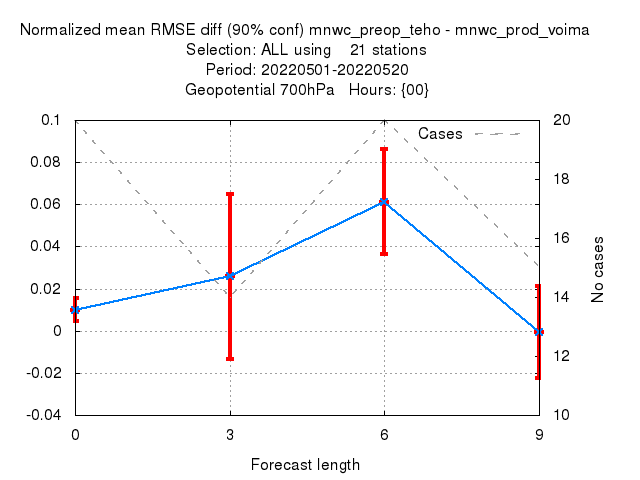 Normalized mean RMSE diff (90% conf) mnwc_preop_teho - mnwc_prod_voima
Selection: ALL using    21 stations
Period: 20220501-20220520
Geopotential 700hPa   Hours: {00}
Cases
0.1
0.08
0.06
0.04
0.02
0
-0.02
-0.04
20
18
16
14
12
10
No cases
0 3 6 9
Forecast length